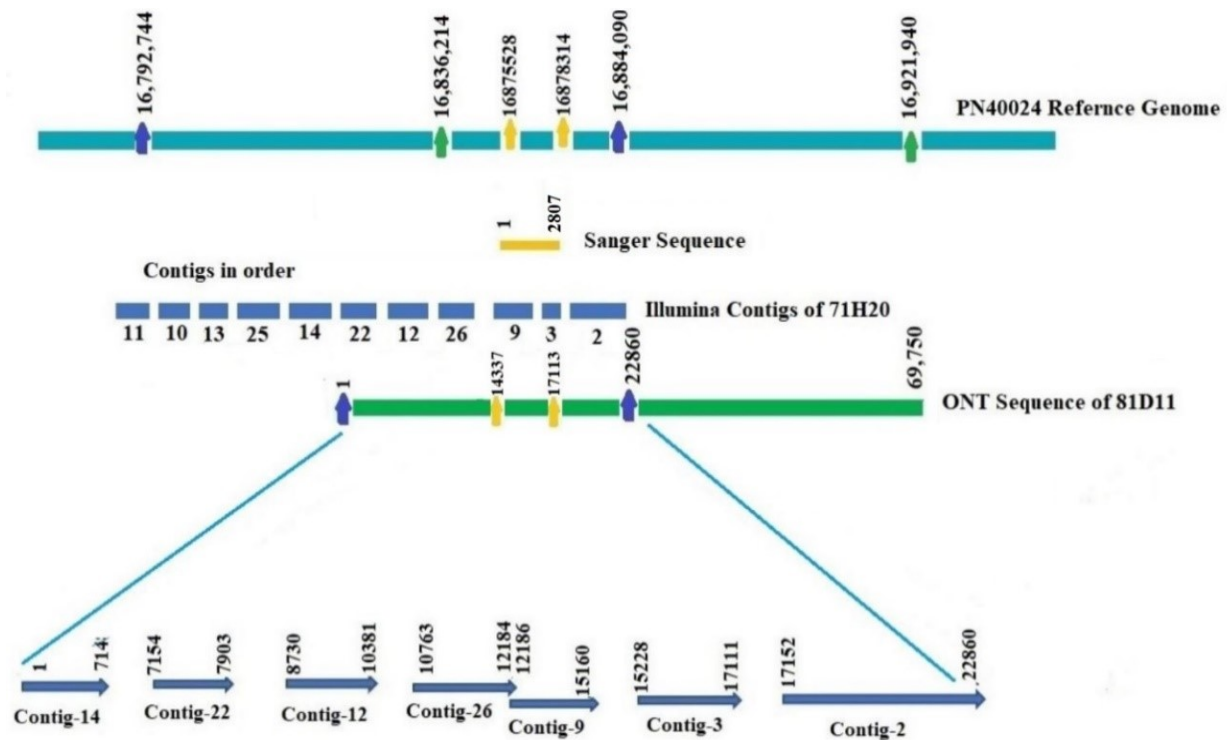 16,792,744
16,836,214
16875528
16878314
16,884,090
16,921,940
PN40024 Refernce Genome
1
2807
Sanger Sequence
Contigs in order
Illumina Contigs of 71H20
11 10 13 25 14 22 12 26 9 3 2
1
14337
17113
22860
69,750
ONT Sequence of 81D11
1
7154
7903
8730
10381
10763
12184
12186
15160
15228
17111
17152
22860
Contig-14
Contig-22
Contig-12
Contig-26
Contig-9
Contig-3
Contig-2